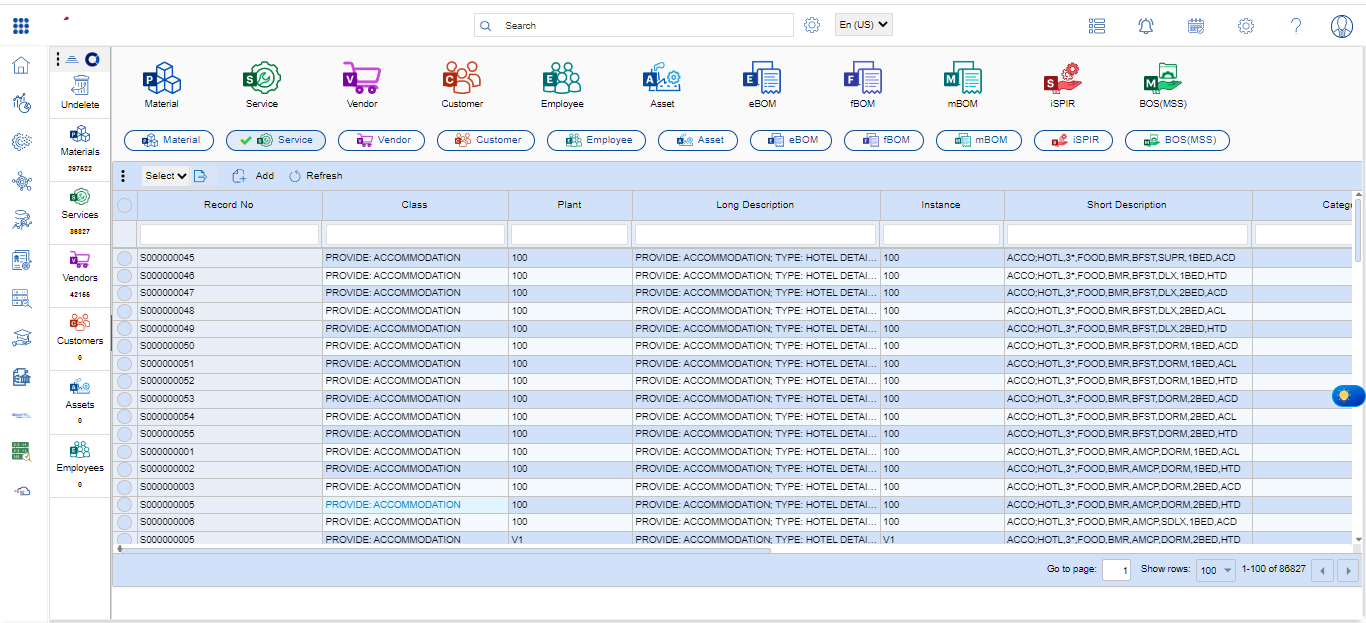 Search
En (US)
Undelete
Materials
297622
Services
86827
Vendors
42155
Customers
0
Assets
0
Employees
0
Material Service Vendor Customer Employee Asset eBOM fBOM mBOM iSPIR BOS(MSS)
Material Service Vendor Customer Employee Asset eBOM fBOM mBOM iSPIR BOS(MSS)
Select Add Refresh
Record No Class Plant Long Description Instance Short Description Catego
S000000045 PROVIDE: ACCOMMODATION 100 PROVIDE: ACCOMMODATION; TYPE: HOTEL DETAI... 100 ACCO;HOTL,3*,FOOD,BMR,BFST,SUPR,1BED,ACD
S000000046 PROVIDE: ACCOMMODATION 100 PROVIDE: ACCOMMODATION; TYPE: HOTEL DETAI... 100 ACCO;HOTL,3*,FOOD,BMR,BFST,DLX,1BED,HTD
S000000047 PROVIDE: ACCOMMODATION 100 PROVIDE: ACCOMMODATION; TYPE: HOTEL DETAI... 100 ACCO;HOTL,3*,FOOD,BMR,BFST,DLX,2BED,ACD
S000000048 PROVIDE: ACCOMMODATION 100 PROVIDE: ACCOMMODATION; TYPE: HOTEL DETAI... 100 ACCO;HOTL,3*,FOOD,BMR,BFST,DLX,2BED,ACL
S000000049 PROVIDE: ACCOMMODATION 100 PROVIDE: ACCOMMODATION; TYPE: HOTEL DETAI... 100 ACCO;HOTL,3*,FOOD,BMR,BFST,DLX,2BED,HTD
S000000050 PROVIDE: ACCOMMODATION 100 PROVIDE: ACCOMMODATION; TYPE: HOTEL DETAI... 100 ACCO;HOTL,3*,FOOD,BMR,BFST,DORM,1BED,ACD
S000000051 PROVIDE: ACCOMMODATION 100 PROVIDE: ACCOMMODATION; TYPE: HOTEL DETAI... 100 ACCO;HOTL,3*,FOOD,BMR,BFST,DORM,1BED,ACL
S000000052 PROVIDE: ACCOMMODATION 100 PROVIDE: ACCOMMODATION; TYPE: HOTEL DETAI... 100 ACCO;HOTL,3*,FOOD,BMR,BFST,DORM,1BED,HTD
S000000053 PROVIDE: ACCOMMODATION 100 PROVIDE: ACCOMMODATION; TYPE: HOTEL DETAI... 100 ACCO;HOTL,3*,FOOD,BMR,BFST,DORM,2BED,ACD
S000000054 PROVIDE: ACCOMMODATION 100 PROVIDE: ACCOMMODATION; TYPE: HOTEL DETAI... 100 ACCO;HOTL,3*,FOOD,BMR,BFST,DORM,2BED,ACL
S000000055 PROVIDE: ACCOMMODATION 100 PROVIDE: ACCOMMODATION; TYPE: HOTEL DETAI... 100 ACCO;HOTL,3*,FOOD,BMR,BFST,DORM,2BED,HTD
S000000001 PROVIDE: ACCOMMODATION 100 PROVIDE: ACCOMMODATION; TYPE: HOTEL DETAI... 100 ACCO;HOTL,3*,FOOD,BMR,AMCP,DORM,1BED,ACL
S000000002 PROVIDE: ACCOMMODATION 100 PROVIDE: ACCOMMODATION; TYPE: HOTEL DETAI... 100 ACCO;HOTL,3*,FOOD,BMR,AMCP,DORM,1BED,HTD
S000000003 PROVIDE: ACCOMMODATION 100 PROVIDE: ACCOMMODATION; TYPE: HOTEL DETAI... 100 ACCO;HOTL,3*,FOOD,BMR,AMCP,DORM,2BED,ACD
S000000005 PROVIDE: ACCOMMODATION 100 PROVIDE: ACCOMMODATION; TYPE: HOTEL DETAI... 100 ACCO;HOTL,3*,FOOD,BMR,AMCP,DORM,2BED,HTD
S000000006 PROVIDE: ACCOMMODATION 100 PROVIDE: ACCOMMODATION; TYPE: HOTEL DETAI... 100 ACCO;HOTL,3*,FOOD,BMR,AMCP,SDLX,1BED,ACD
S000000005 PROVIDE: ACCOMMODATION V1 PROVIDE: ACCOMMODATION; TYPE: HOTEL DETAI... V1 ACCO;HOTL,3*,FOOD,BMR,AMCP,DORM,2BED,HTD
Go to page: 1 Show rows: 100 1-100 of 86827